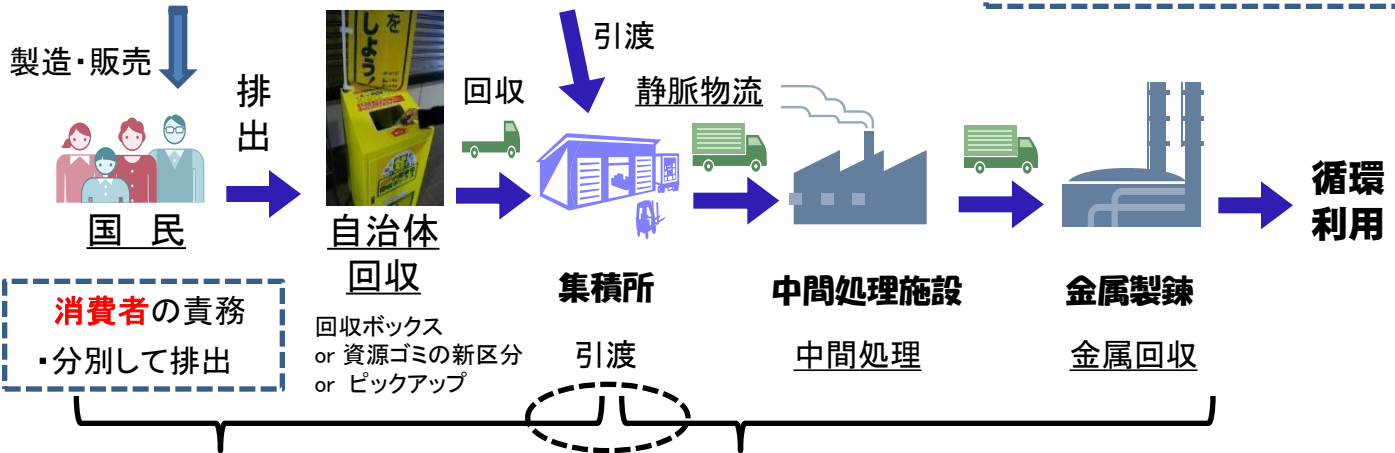 製造・販売
排
出
を
しよう!
回収
引渡
静脈物流
国 民
自治体
回収
集積所
中間処理施設
金属製錬
循環
利用
消費者の責務
・分別して排出
回収ボックス
or 資源ゴミの新区分
or ピックアップ
引渡
中間処理
金属回収